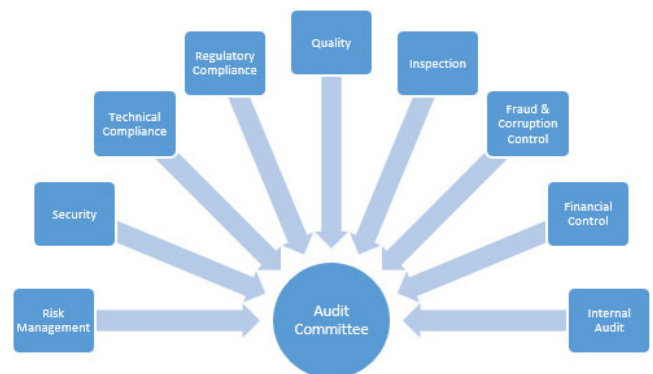 Quality
Regulatory
Compliance
Inspection
Technical
Compliance
Fraud &
Corruption
Control
Security
Financial
Control
Risk
Management
Audit
Committee
Internal
Audit